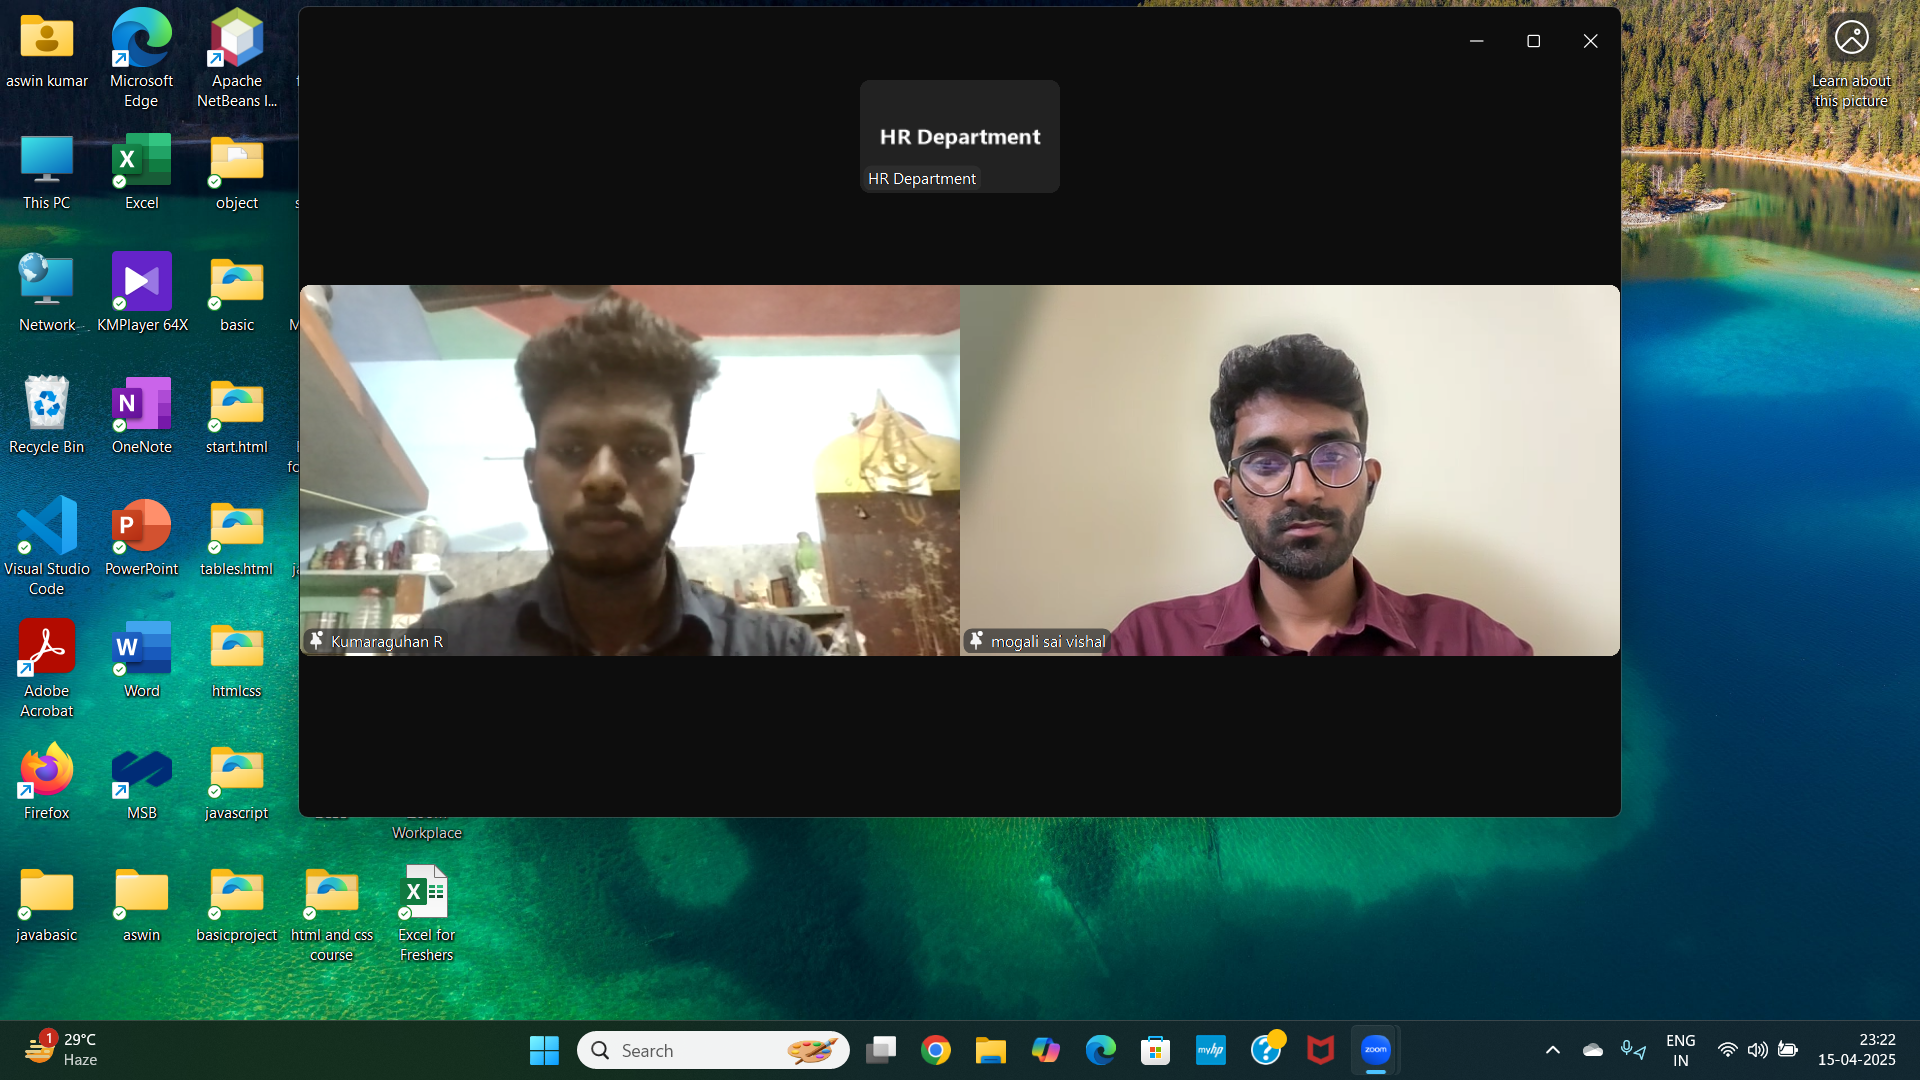 aswin kumar
Microsoft
Edge
Apache
NetBeans I...
This PC
Excel
object
Network
KMPlayer 64X
basic
Recycle Bin
OneNote
start.html
Visual Studio
Code
PowerPoint
tables.html
Adobe
Acrobat
Word
htmlcss
Firefox
MSB
javascript
Workplace
javabasic
aswin
basicproject
html and css
course
Excel for
Freshers
HR Department
HR Department
Kumaraguhan R
mogali sai vishal
Learn about
this picture
1
29°C
Haze
Search
myhp
zoom
ENG
IN
23:22
15-04-2025